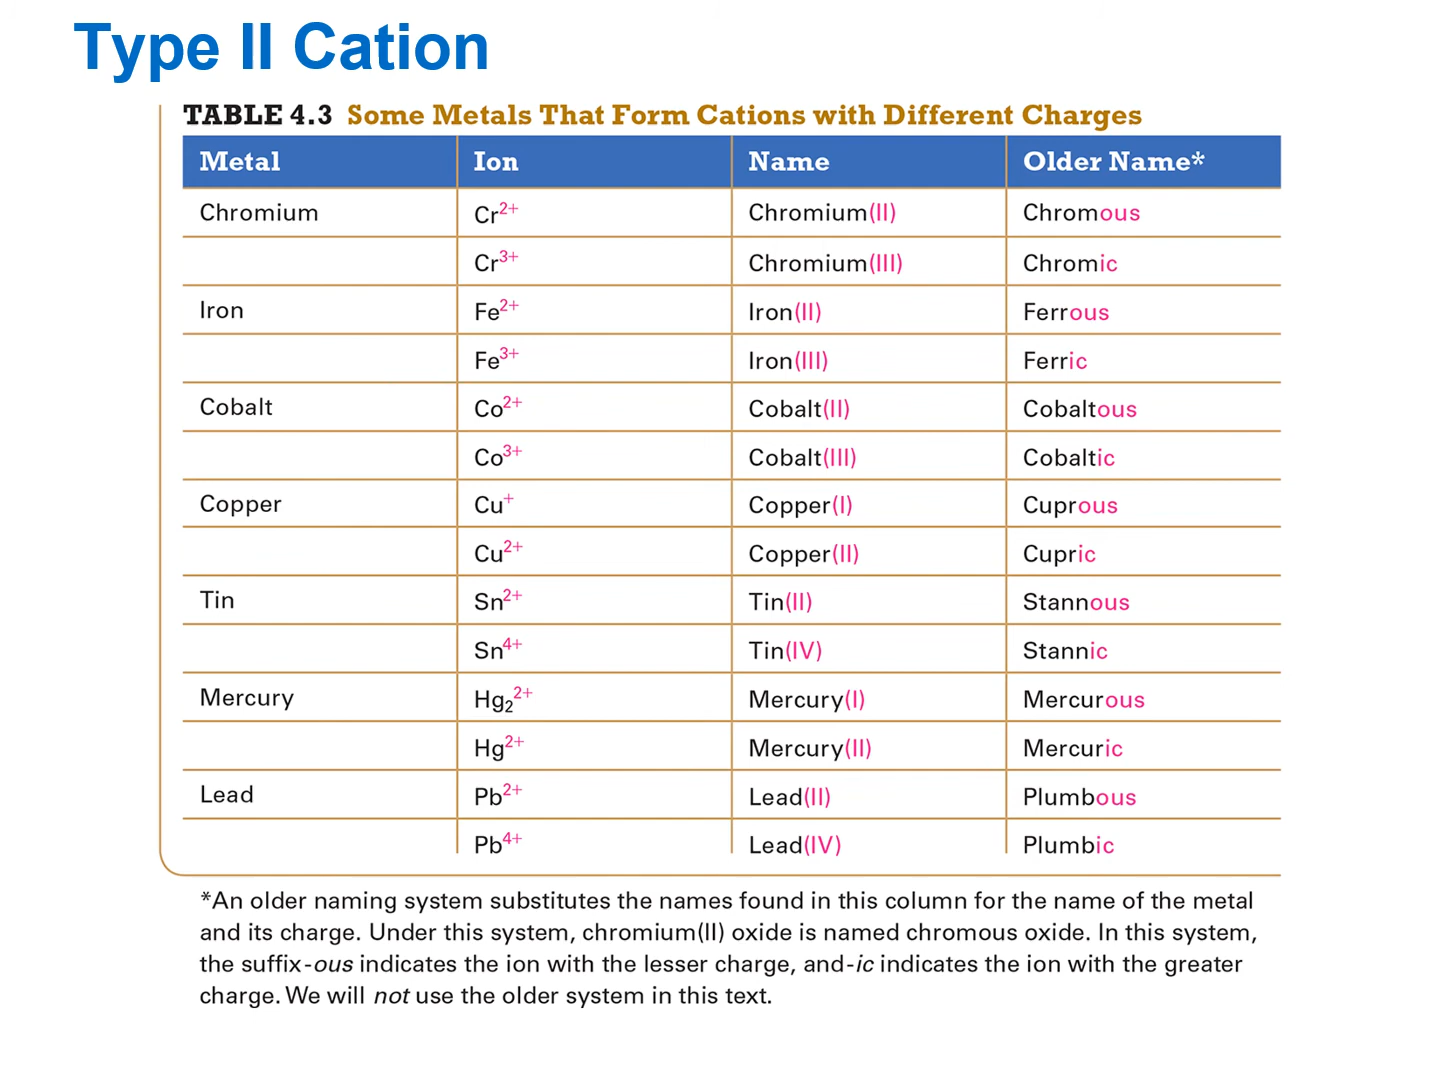 Type II Cation
TABLE 4.3 Some Metals That Form Cations with Different Charges
Metal Ion Name Older Name*
Chromium Cr2+ Chromium(II) Chromous
Cr3+ Chromium(III) Chromic
Iron Fe2+ Iron(II) Ferrous
Fe3+ Iron(III) Ferric
Cobalt Co2+ Cobalt(II) Cobaltous
Co3+ Cobalt(III) Cobaltic
Copper Cu+ Copper(I) Cuprous
Cu2+ Copper(II) Cupric
Tin Sn2+ Tin(II) Stannous
Sn4+ Tin(IV) Stannic
Mercury Hg22+ Mercury(I) Mercurous
Hg2+ Mercury(II) Mercuric
Lead Pb2+ Lead(II) Plumbous
Pb4+ Lead(IV) Plumbic
*An older naming system substitutes the names found in this column for the name of the metal
and its charge. Under this system, chromium(II) oxide is named chromous oxide. In this system,
the suffix-ous indicates the ion with the lesser charge, and-ic indicates the ion with the greater
charge. We will not use the older system in this text.